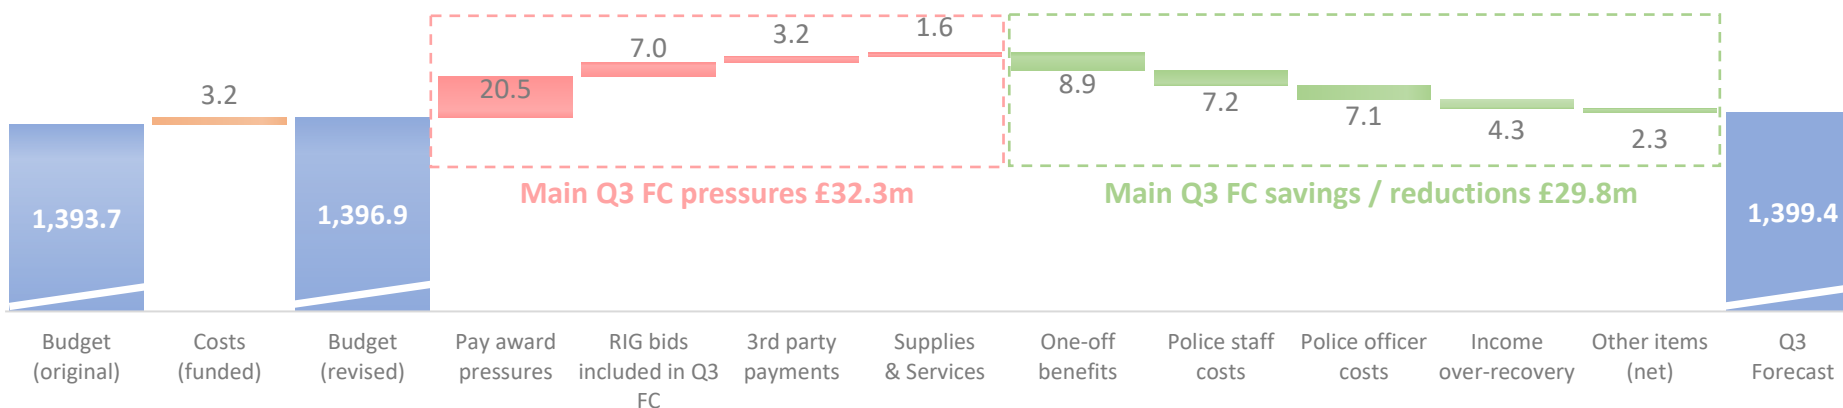 3.2
20.5
7.0
3.2
1.6
8.9
7.2
7.1
4.3
2.3
Main Q3 FC pressures £32.3m
Main Q3 FC savings / reductions £29.8m
1,393.7
1,396.9
1,399.4
Budget
(original)
Costs
(funded)
Budget
(revised)
Pay award
pressures
RIG bids
included in Q3
FC
3rd party
payments
Supplies
& Services
One-off
benefits
Police staff
costs
Police officer
costs
Income
over-recovery
Other items
(net)
Q3
Forecast